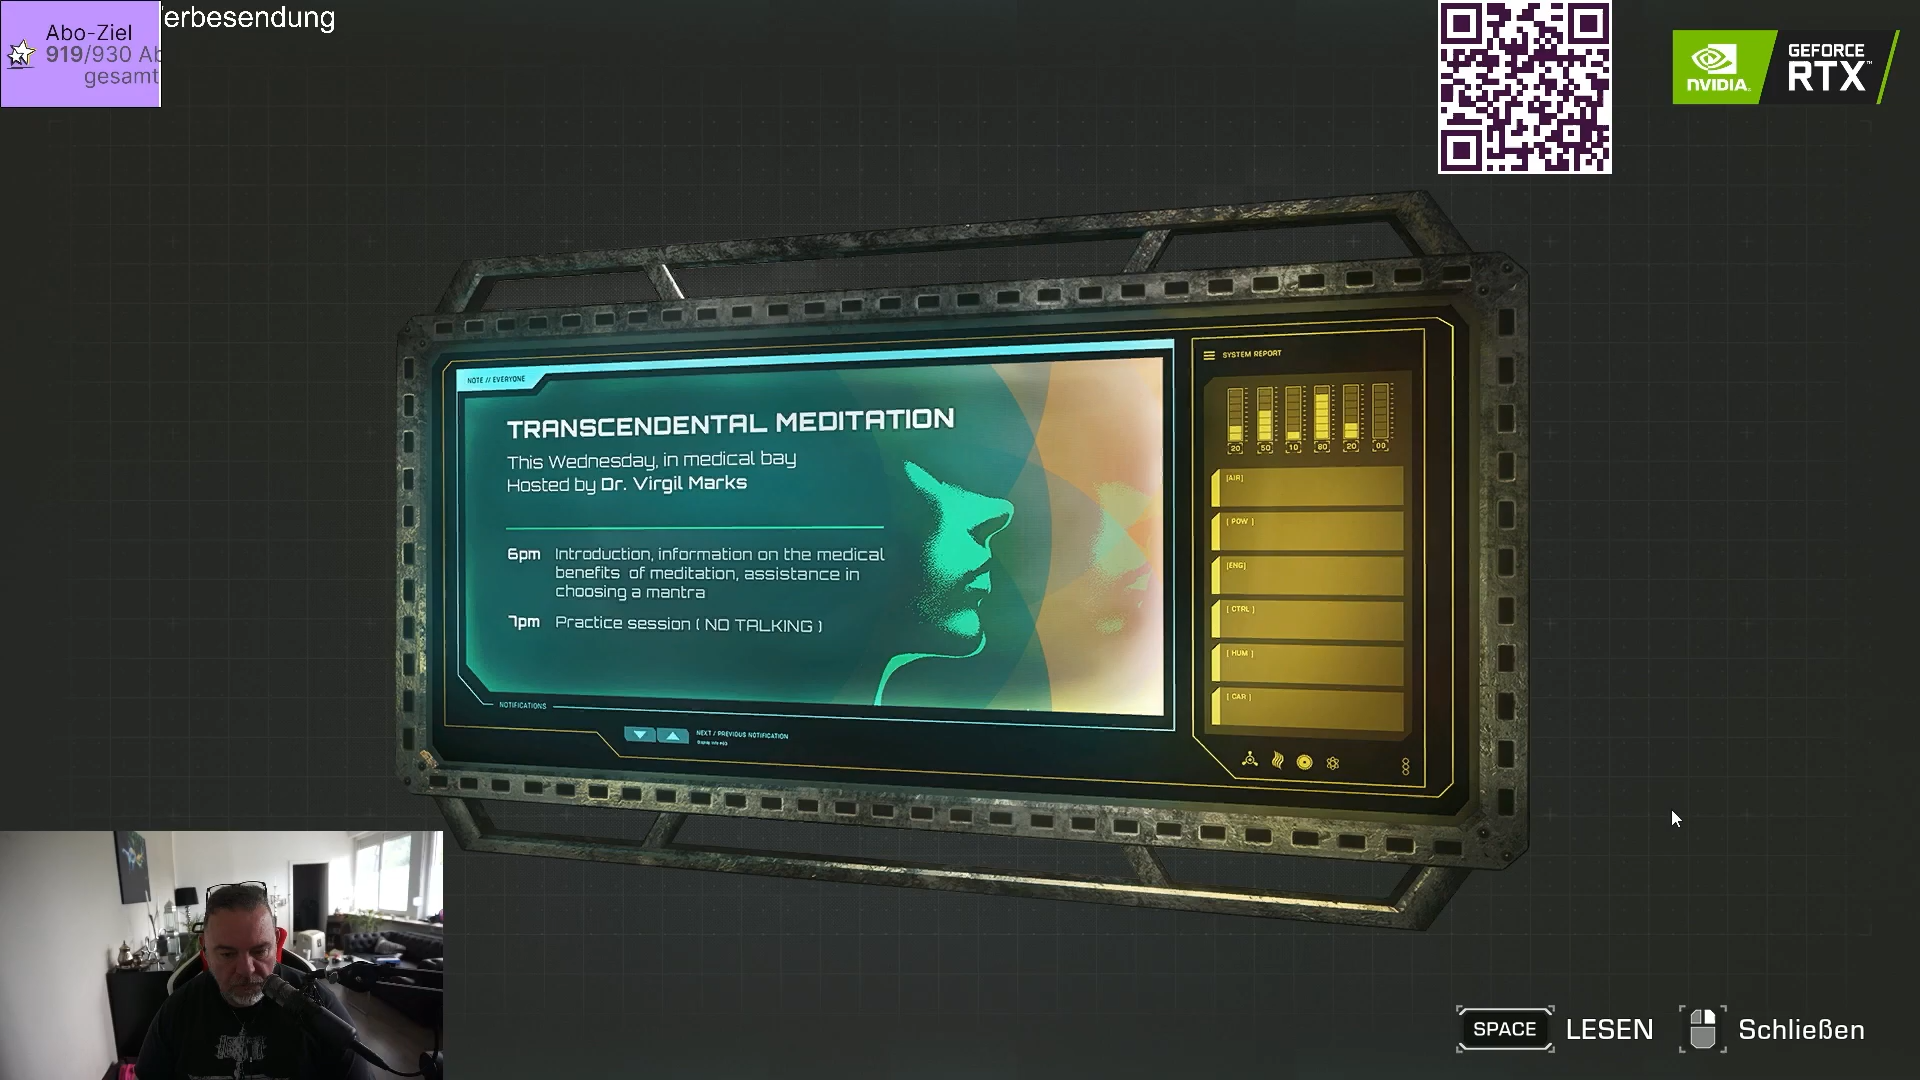 Abo-Ziel
919/930 Ab
gesamt
erbesendung
NVIDIA.
GEFORCE
RTX™
NOTE // EVERYONE
TRANSCENDENTAL MEDITATION
This Wednesday, in medical bay
Hosted by Dr. Virgil Marks
6pm Introduction, information on the medical
benefits of meditation, assistance in
choosing a mantra
7pm Practice session ( NO TALKING )
NOTIFICATIONS
NEXT / PREVIOUS NOTIFICATION
SYSTEM REPORT
20 50 10 80 20 00
[AIR]
[ POW ]
[ENG]
[ CTRL ]
[ HUM ]
[ CAR ]
SPACE LESEN Schließen